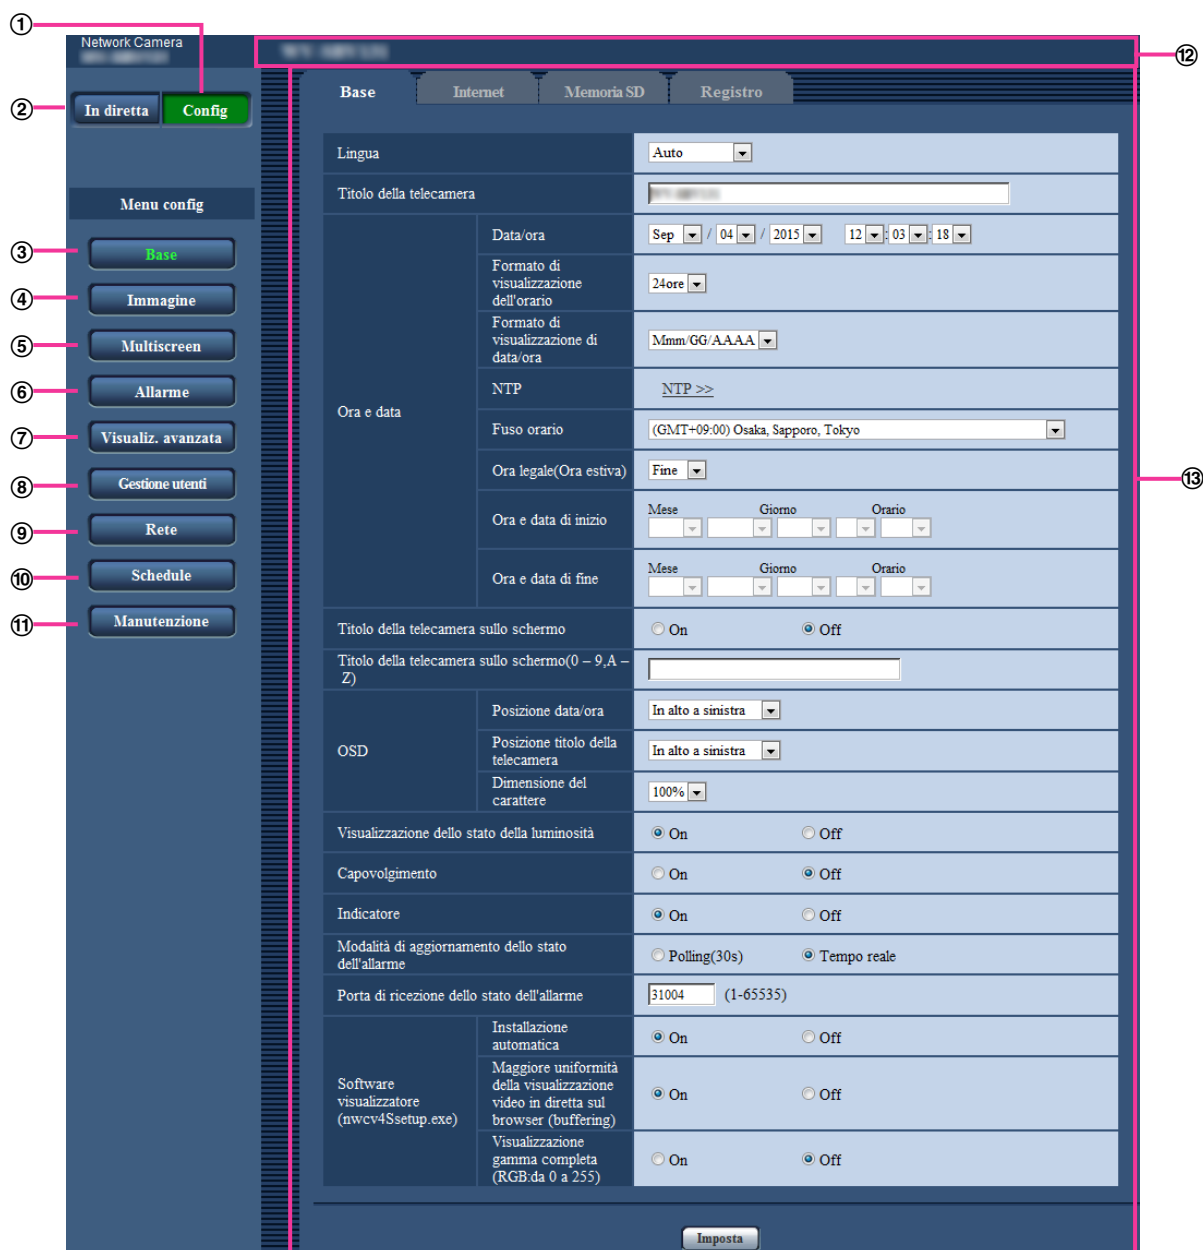 ①
Network Camera
⑫
②
In diretta
Config
Base
Internet
Memoria SD
Registro
Menu config
③
Base
④
Immagine
⑤
Multiscreen
⑥
Allarme
⑦
Visualiz. avanzata
⑧
Gestione utenti
⑨
Rete
⑩
Schedule
⑪
Manutenzione
⑬
Lingua
Auto
Titolo della telecamera
Ora e data
Data/ora
Sep / 04 / 2015 12 : 03 : 18
Formato di
visualizzazione
dell'orario
24ore
Formato di
visualizzazione di
data/ora
Mmm/GG/AAAA
NTP
NTP >>
Fuso orario
(GMT+09:00) Osaka, Sapporo, Tokyo
Ora legale(Ora estiva)
Fine
Ora e data di inizio
Mese Giorno Orario
Ora e data di fine
Mese Giorno Orario
Titolo della telecamera sullo schermo
On Off
Titolo della telecamera sullo schermo(0 – 9,A –
Z)
OSD
Posizione data/ora
In alto a sinistra
Posizione titolo della
telecamera
In alto a sinistra
Dimensione del
carattere
100%
Visualizzazione dello stato della luminosità
On Off
Capovolgimento
On Off
Indicatore
On Off
Modalità di aggiornamento dello stato
dell'allarme
Polling(30s) Tempo reale
Porta di ricezione dello stato dell'allarme
31004 (1-65535)
Software
visualizzatore
(nwcv4Ssetup.exe)
Installazione
automatica
On Off
Maggiore uniformità
della visualizzazione
video in diretta sul
browser (buffering)
On Off
Visualizzazione
gamma completa
(RGB:da 0 a 255)
On Off
Imposta